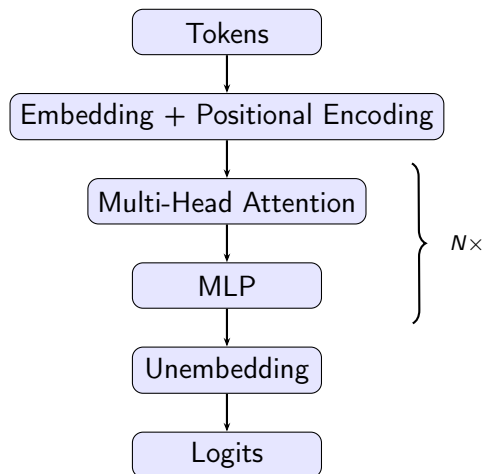 Tokens
Embedding + Positional Encoding
Multi-Head Attention
N×
MLP
Unembedding
Logits